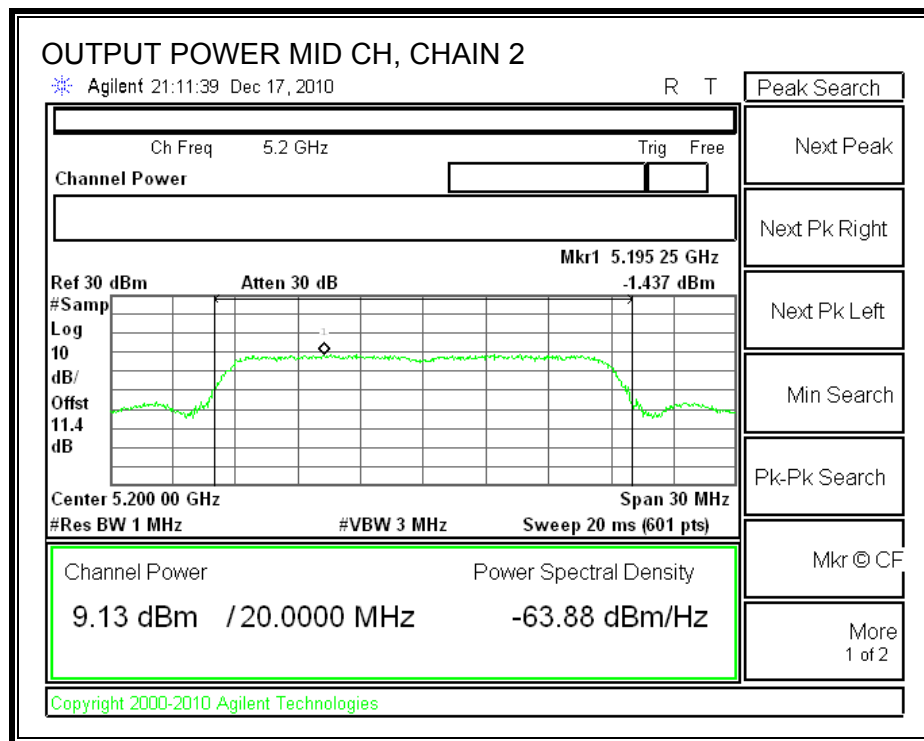 OUTPUT POWER MID CH, CHAIN 2
Agilent 21:11:39 Dec 17, 2010 R T
Ch Freq 5.2 GHz Trig Free
Channel Power
Mkr1 5.195 25 GHz
Ref 30 dBm Atten 30 dB -1.437 dBm
#Samp
Log
10
dB/
Offst
11.4
dB
1
Center 5.200 00 GHz Span 30 MHz
#Res BW 1 MHz #VBW 3 MHz Sweep 20 ms (601 pts)
Channel Power Power Spectral Density
9.13 dBm / 20.0000 MHz -63.88 dBm/Hz
Copyright 2000-2010 Agilent Technologies
Peak Search
Next Peak
Next Pk Right
Next Pk Left
Min Search
Pk-Pk Search
Mkr © CF
More
1 of 2